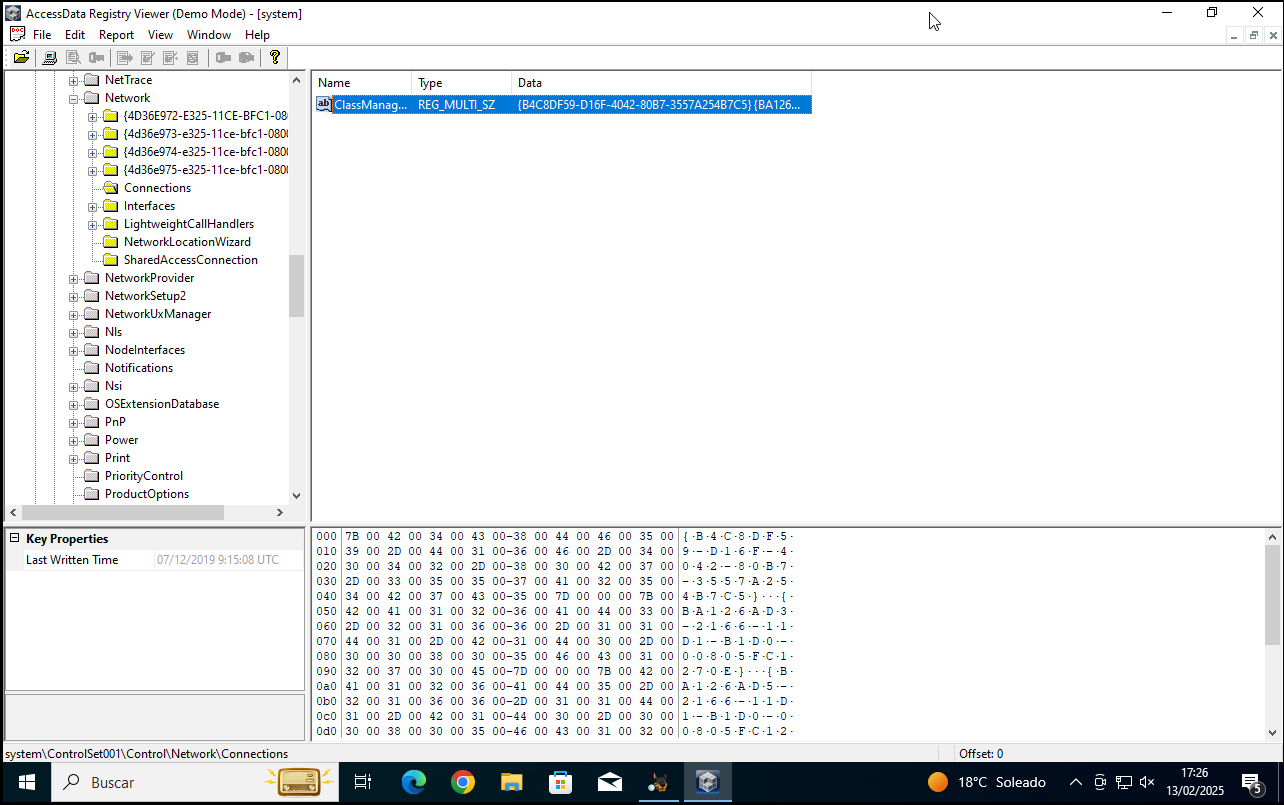 AccessData Registry Viewer (Demo Mode) - [system]
File Edit Report View Window Help
NetTrace
Network
{4D36E972-E325-11CE-BFC1-08
{4d36e973-e325-11ce-bfc1-080
{4d36e974-e325-11ce-bfc1-080
{4d36e975-e325-11ce-bfc1-080
Connections
Interfaces
LightweightCallHandlers
NetworkLocationWizard
SharedAccessConnection
NetworkProvider
NetworkSetup2
NetworkUxManager
Nls
NodeInterfaces
Notifications
Nsi
OSExtensionDatabase
PnP
Power
Print
PriorityControl
ProductOptions
Name Type Data
ClassManag... REG_MULTI_SZ {B4C8DF59-D16F-4042-80B7-3557A254B7C5} {BA126...
Key Properties
Last Written Time 07/12/2019 9:15:08 UTC
000 7B 00 42 00 34 00 43 00-38 00 44 00 46 00 35 00 {·B·4·C·8·D·F·5·
010 39 00 2D 00 44 00 31 00-36 00 46 00 2D 00 34 00 9·-·D·1·6·F·-·4·
020 30 00 34 00 32 00 2D 00-38 00 30 00 42 00 37 00 0·4·2·-·8·0·B·7·
030 2D 00 33 00 35 00 35 00-37 00 41 00 32 00 35 00 -·3·5·5·7·A·2·5·
040 34 00 42 00 37 00 43 00-35 00 7D 00 00 00 7B 00 4·B·7·C·5·}···{·
050 42 00 41 00 31 00 32 00-36 00 41 00 44 00 33 00 B·A·1·2·6·A·D·3·
060 2D 00 32 00 31 00 36 00-36 00 2D 00 31 00 31 00 -·2·1·6·6·-·1·1·
070 44 00 31 00 2D 00 42 00-31 00 44 00 30 00 2D 00 D·1·-·B·1·D·0·-·
080 30 00 30 00 38 00 30 00-35 00 46 00 43 00 31 00 0·0·8·0·5·F·C·1·
090 32 00 37 00 30 00 45 00-7D 00 00 00 7B 00 42 00 2·7·0·E·}···{·B·
0a0 41 00 31 00 32 00 36 00-41 00 44 00 35 00 2D 00 A·1·2·6·A·D·5·-·
0b0 32 00 31 00 36 00 36 00-2D 00 31 00 31 00 44 00 2·1·6·6·-·1·1·D·
0c0 31 00 2D 00 42 00 31 00-44 00 30 00 2D 00 30 00 1·-·B·1·D·0·-·0·
0d0 30 00 38 00 30 00 35 00-46 00 43 00 31 00 32 00 0·8·0·5·F·C·1·2·
system\ControlSet001\Control\Network\Connections Offset: 0
Buscar 18°C Soleado 17:26
13/02/2025 5